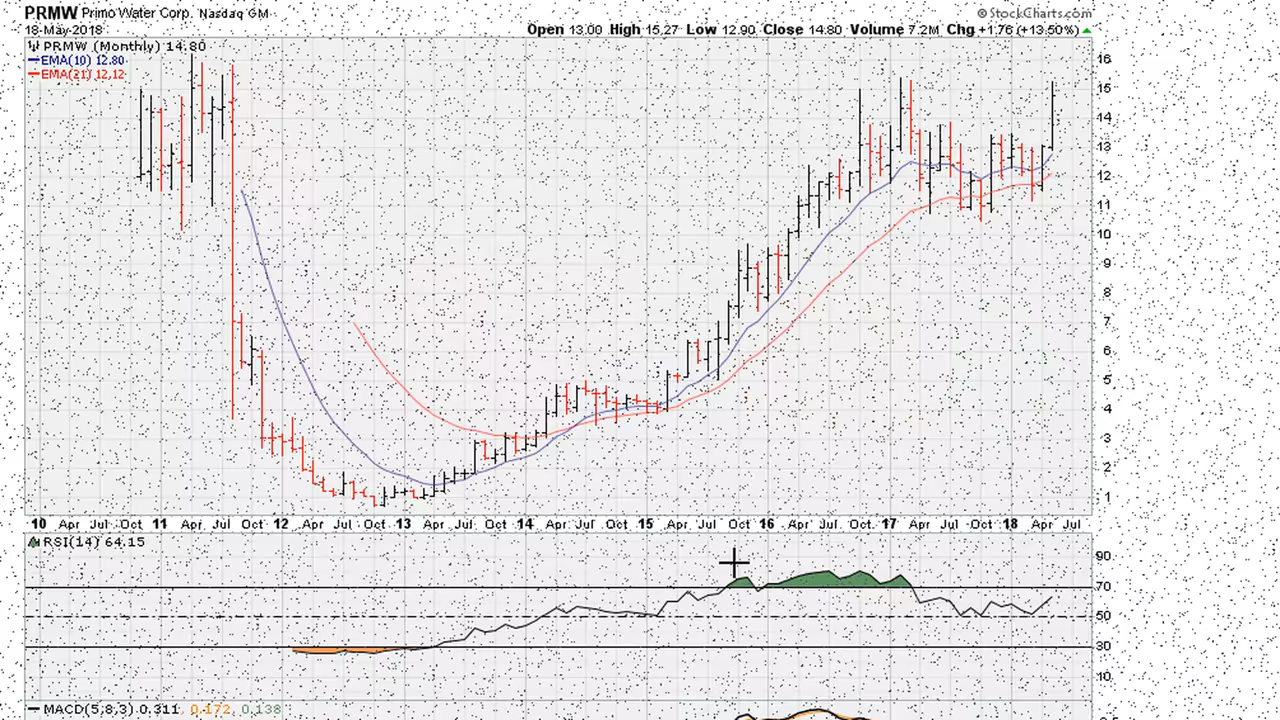 PRMW Primo Water Corp. Nasdaq GM © StockCharts.com
18-May-2018 Open 13.00 High 15.27 Low 12.90 Close 14.80 Volume 7.2M Chg +1.76 (+13.50%)
PRMW (Monthly) 14.80
EMA(10) 12.80
EMA(21) 12.12
16
15
14
13
12
11
10
9
8
7
6
5
4
3
2
1
10 Apr Jul Oct 11 Apr Jul Oct 12 Apr Jul Oct 13 Apr Jul Oct 14 Apr Jul Oct 15 Apr Jul Oct 16 Apr Jul Oct 17 Apr Jul Oct 18 Apr Jul
RSI(14) 64.15
90
70
50
30
10
MACD(5,8,3) 0.311, 0.172, 0.138